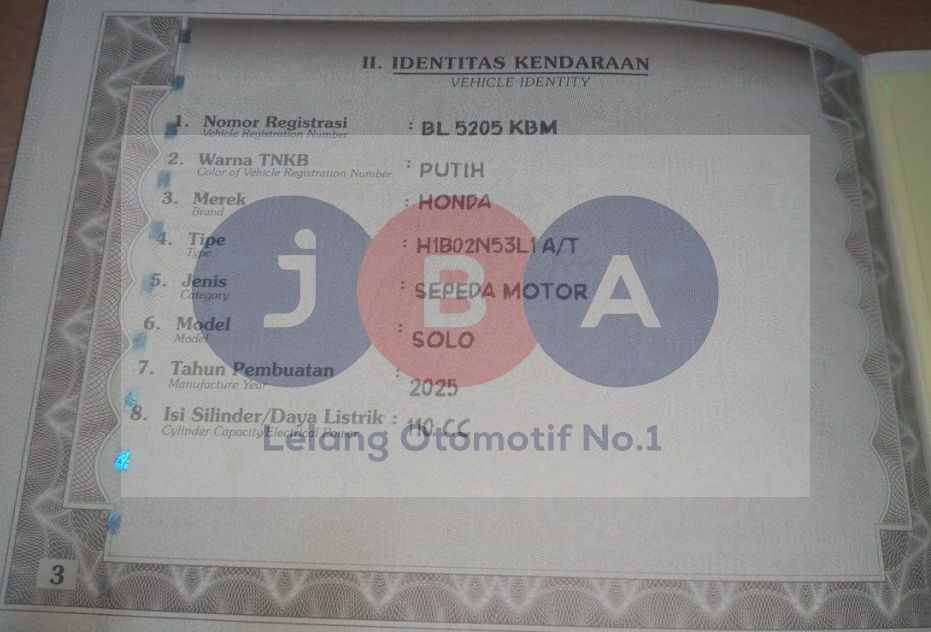 II. IDENTITAS KENDARAAN
VEHICLE IDENTITY
1. Nomor Registrasi : BL 5205 KBM
Vehicle Registration Number
2. Warna TNKB : PUTIH
Color of Vehicle Registration Number
3. Merek : HONDA
Brand
4. Tipe : H1B02N53L1 A/T
Type
5. Jenis : SEPEDA MOTOR
Category
6. Model : SOLO
Model
7. Tahun Pembuatan : 2025
Manufacture Year
8. Isi Silinder/Daya Listrik : 110 CC
Cylinder Capacity/Electrical Power
JBA
Lelang Otomotif No.1
3